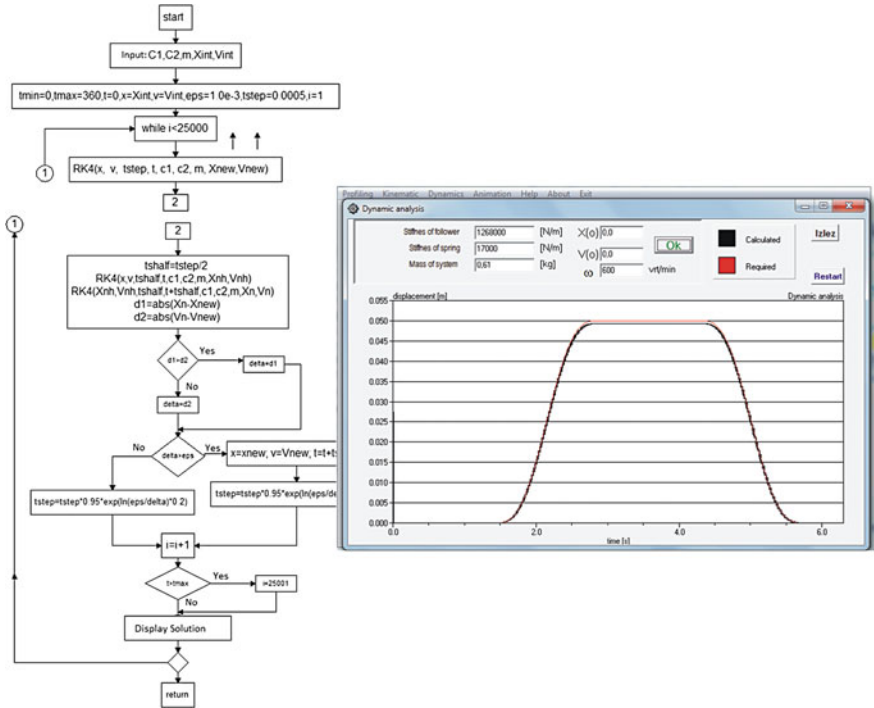 start
Input: C1,C2,m,Xint,Vint
tmin=0,tmax=360,t=0,x=Xint,v=Vint,eps=1.0e-3,tstep=0.0005,i=1
while i<25000
1
RK4(x, v, tstep, t, c1, c2, m, Xnew,Vnew)
2
1
2
tshalf=tstep/2
RK4(x,v,tshalf,t,c1,c2,m,Xnh,Vnh)
RK4(Xnh,Vnh,tshalf,t+tshalf,c1,c2,m,Xn,Vn)
d1=abs(Xn-Xnew)
d2=abs(Vn-Vnew)
Yes
delta=d1
No
delta=d2
No
Yes
x=xnew, v=Vnew, t=t+ts
tstep=tstep*0.95*exp(ln(eps/delta)*0.2)
tstep=tstep*0.95*exp(ln(eps/de
i=i+1
t>tmax
Yes
i=25001
No
Display Solution
return
Profiling Kinematic Dynamics Animation Help About Exit
Dynamic analysis
Stiffnes of follower 1268000 [N/m] X(o) 0,0
Stiffnes of spring 17000 [N/m] V(o) 0,0
Mass of system 0,61 [kg] ω 600 vrt/min
Ok
Calculated
Required
Izlez
Restart
displacement [m]
Dynamic analysis
0.055
0.050
0.045
0.040
0.035
0.030
0.025
0.020
0.015
0.010
0.005
0.000
0.0 2.0 4.0 6.0
time [s]